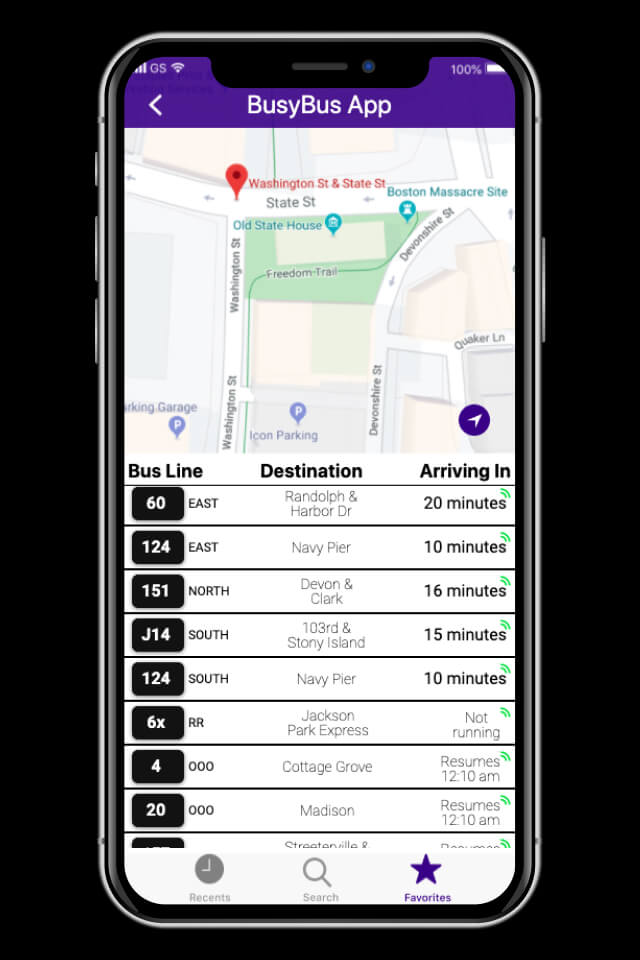 GS
100%
BusyBus App
Washington St & State St
State St
Boston Massacre Site
Old State House
Devonshire St
Washington St
Freedom Trail
Quaker Ln
Devonshire St
Washington St
rking Garage
P
P
Icon Parking
Bus Line Destination Arriving In
60 EAST Randolph & Harbor Dr 20 minutes
124 EAST Navy Pier 10 minutes
151 NORTH Devon & Clark 16 minutes
J14 SOUTH 103rd & Stony Island 15 minutes
124 SOUTH Navy Pier 10 minutes
6x RR Jackson Park Express Not running
4 OOO Cottage Grove Resumes 12:10 am
20 OOO Madison Resumes 12:10 am
Streeterville & Resumes
Recents Search Favorites